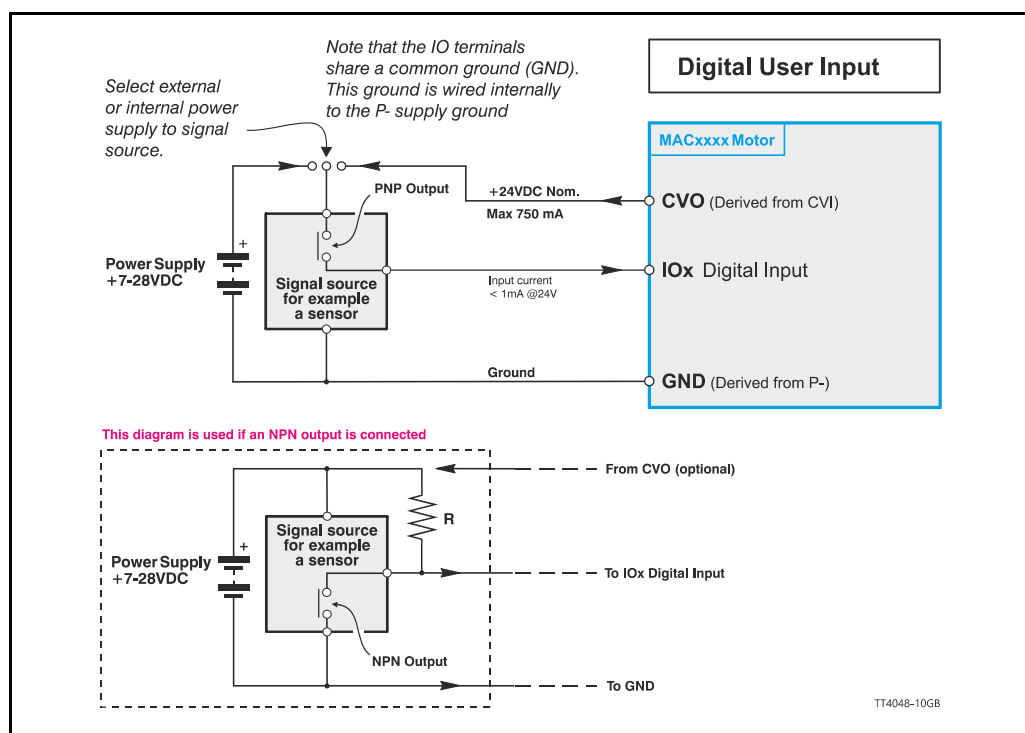 Note that the IO terminals
share a common ground (GND).
This ground is wired internally
to the P- supply ground
Digital User Input
Select external
or internal power
supply to signal
source.
MACxxxx Motor
PNP Output
+24VDC Nom.
Max 750 mA
CVO (Derived from CVI)
+
Power Supply
+7-28VDC
Signal source
for example
a sensor
Input current
< 1mA @24V
IOx Digital Input
Ground
GND (Derived from P-)
This diagram is used if an NPN output is connected
From CVO (optional)
R
Signal source
for example
a sensor
+
Power Supply
+7-28VDC
To IOx Digital Input
NPN Output
To GND
TT4048-10GB